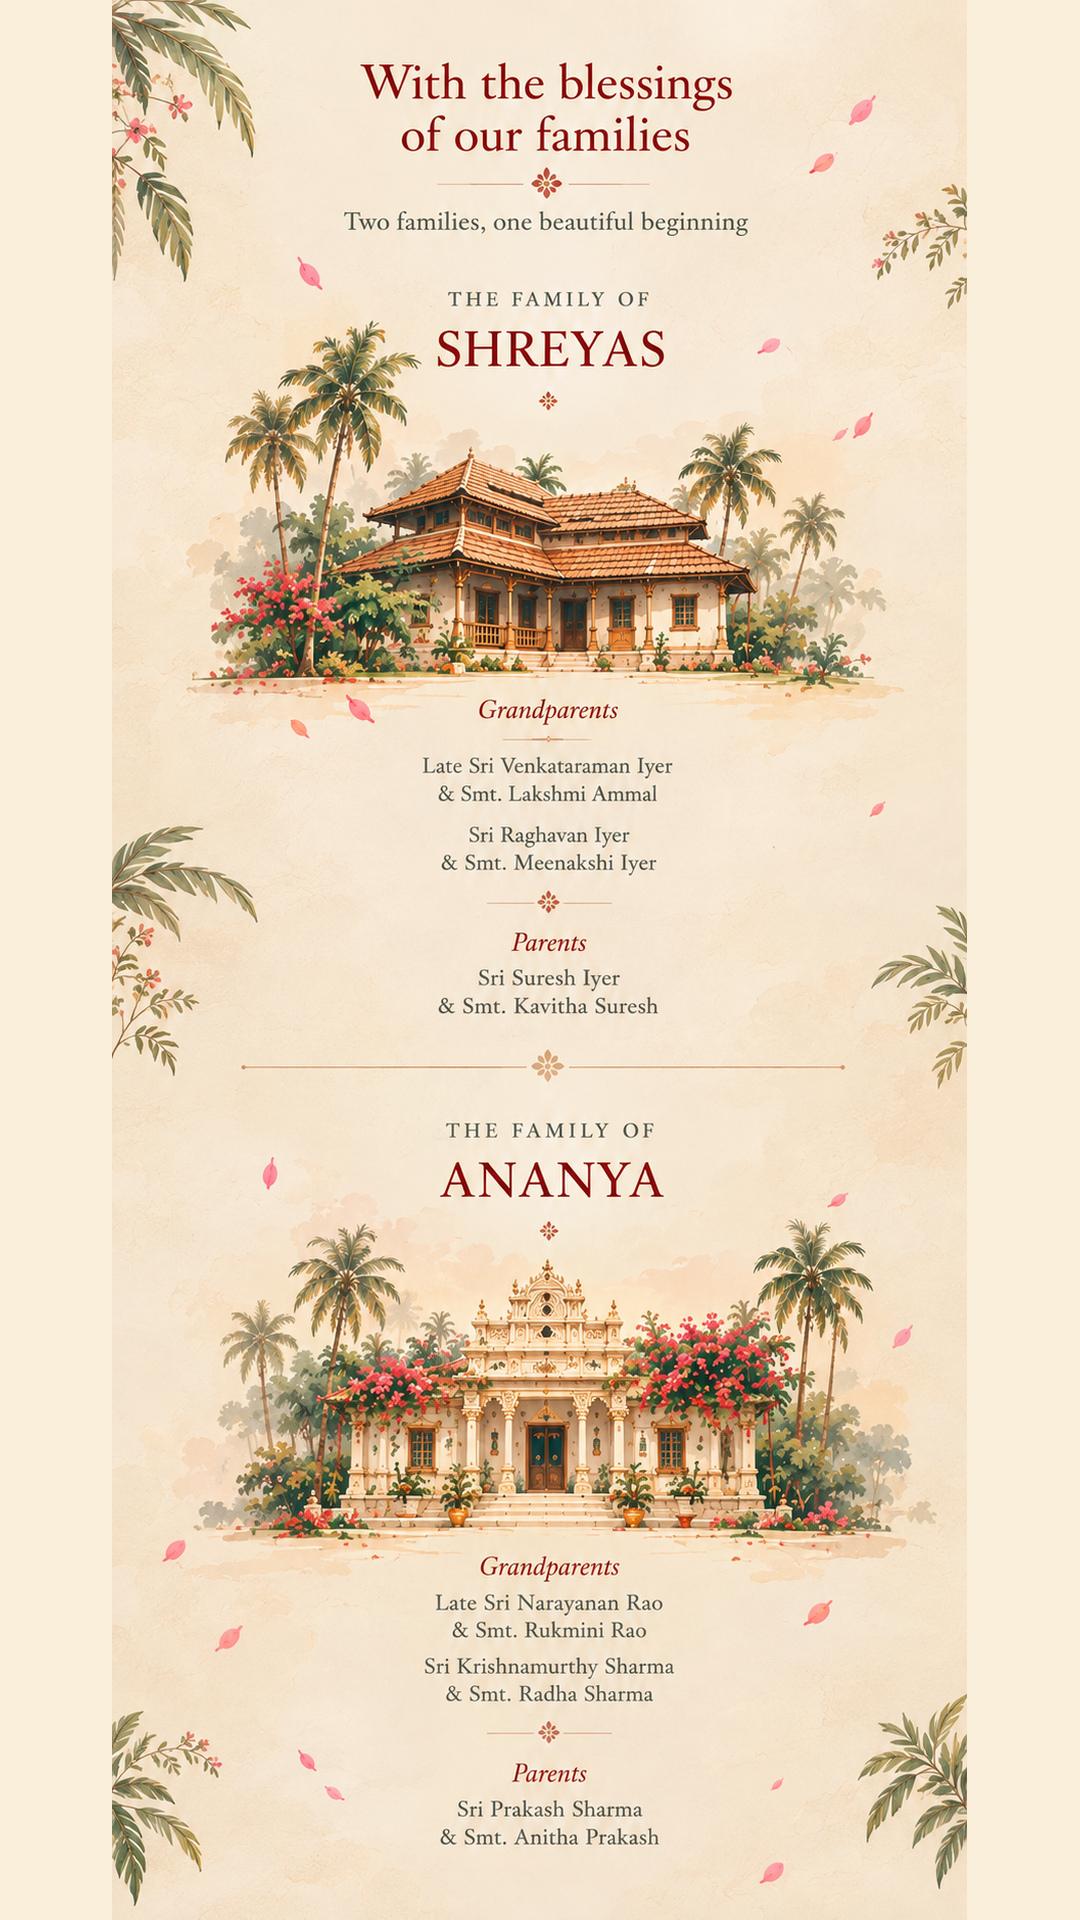 With the blessings
of our families
Two families, one beautiful beginning
THE FAMILY OF
SHREYAS
Grandparents
Late Sri Venkataraman Iyer
& Smt. Lakshmi Ammal
Sri Raghavan Iyer
& Smt. Meenakshi Iyer
Parents
Sri Suresh Iyer
& Smt. Kavitha Suresh
THE FAMILY OF
ANANYA
Grandparents
Late Sri Narayanan Rao
& Smt. Rukmini Rao
Sri Krishnamurthy Sharma
& Smt. Radha Sharma
Parents
Sri Prakash Sharma
& Smt. Anitha Prakash